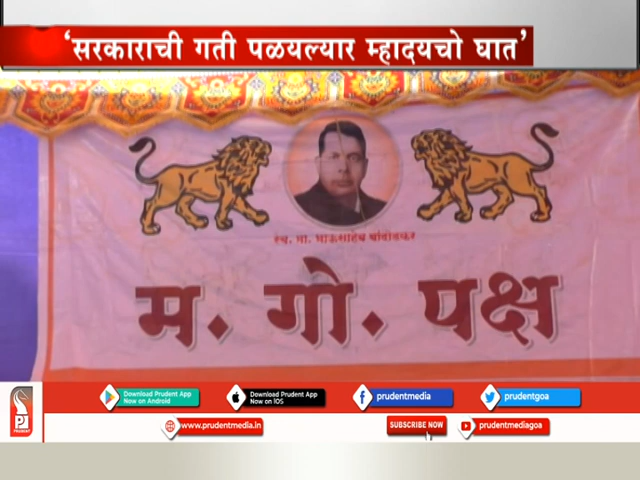 ‘सरकाराची गती पळयल्यार म्हादयचो घात’
स्व. मा. भाऊसाहेब बांदोडकर
म. गो. पक्ष
Download Prudent App
Now on Android
Download Prudent App
Now on iOS
prudentmedia
prudentgoa
PRUDENT
www.prudentmedia.in
SUBSCRIBE NOW
prudentmediagoa